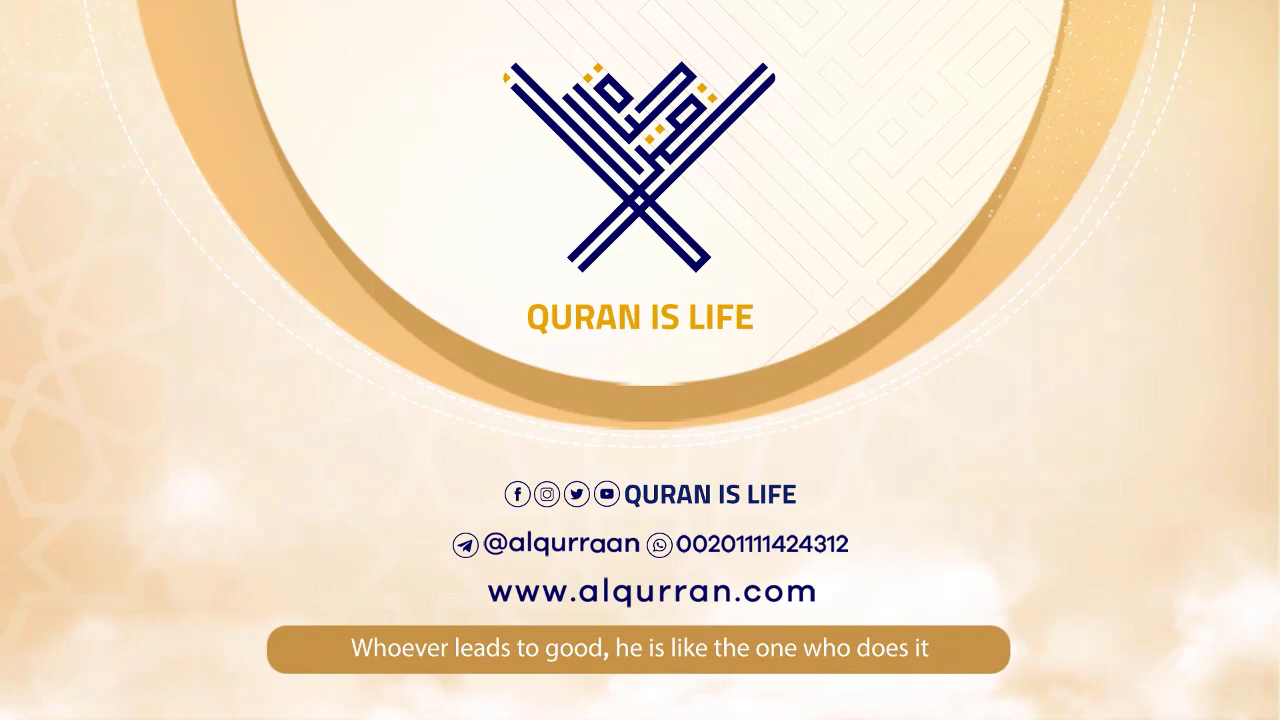 QURAN IS LIFE
QURAN IS LIFE
@alqurraan 00201111424312
www.alqurran.com
Whoever leads to good, he is like the one who does it